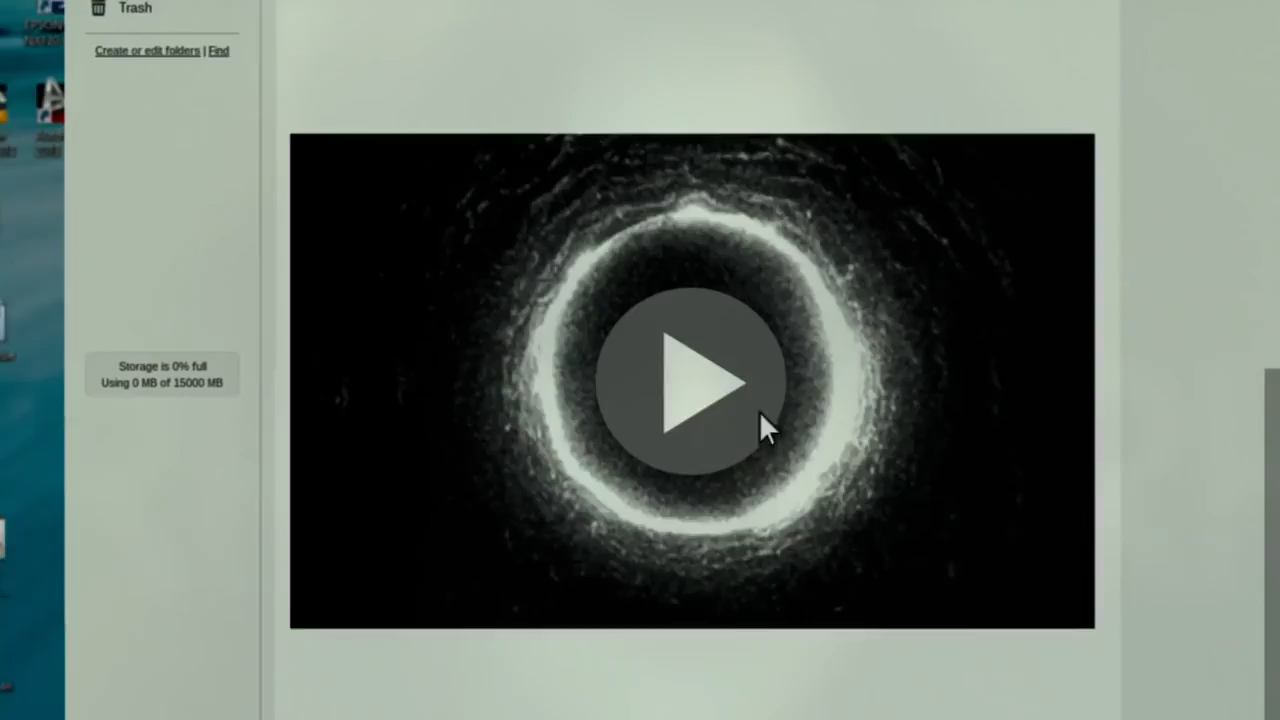 Trash
Create or edit folders | Find
Storage is 0% full
Using 0 MB of 15000 MB